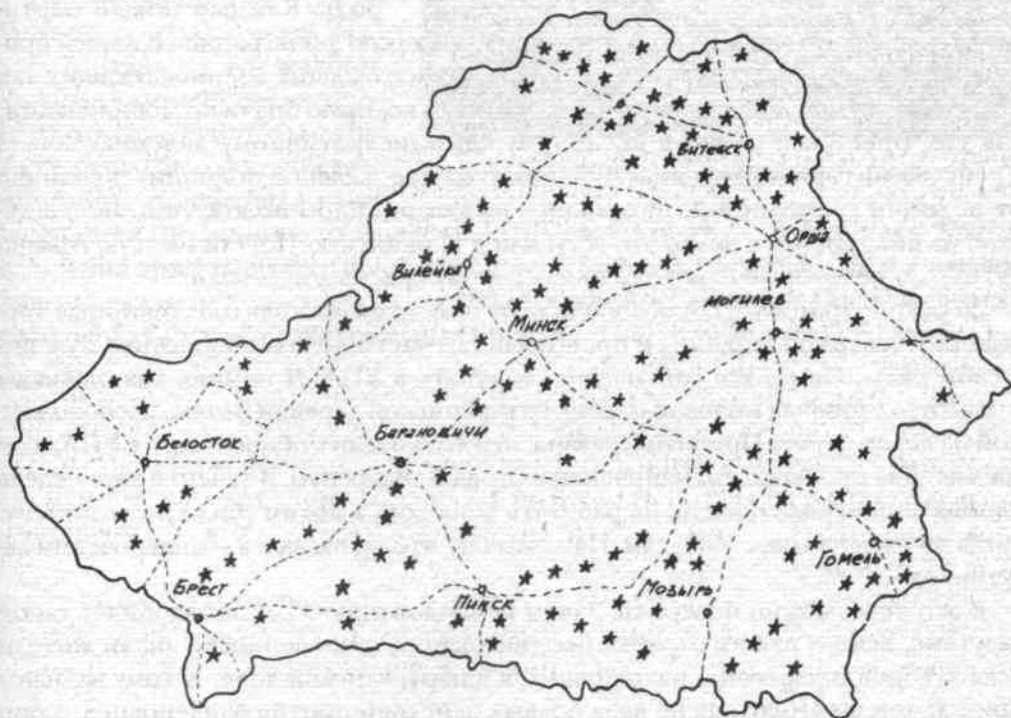 Витебск
Орша
Вилейка
Могилев
Минск
Барановичи
Белосток
Гомель
Брест
Пинск
Мозырь